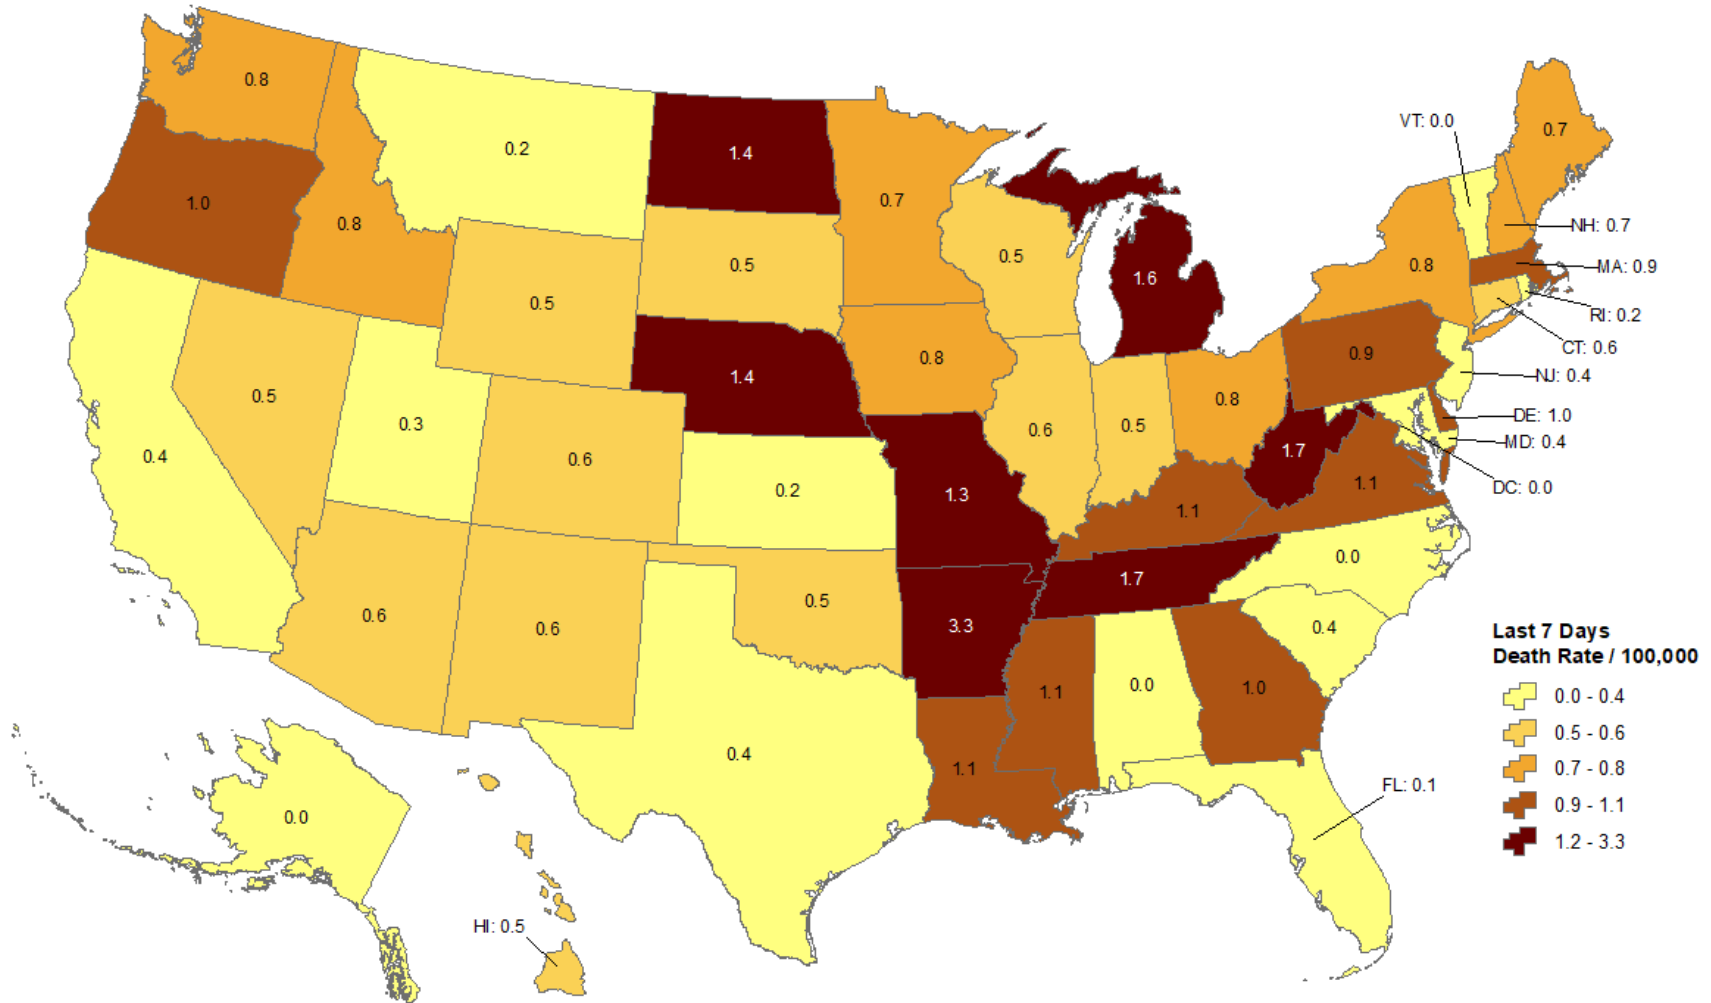 0.8
1.0
0.8
0.2
1.4
0.7
0.5
0.5
0.5
1.6
VT: 0.0
0.7
NH: 0.7
0.8
MA: 0.9
RI: 0.2
CT: 0.6
0.9
NJ: 0.4
DE: 1.0
MD: 0.4
DC: 0.0
0.4
0.5
0.3
0.6
1.4
0.8
0.6
0.5
0.8
1.7
1.1
0.2
1.3
1.1
0.0
0.6
0.6
0.5
3.3
1.7
0.4
0.4
1.1
1.1
0.0
1.0
FL: 0.1
0.0
HI: 0.5
Last 7 Days
Death Rate / 100,000
0.0 - 0.4
0.5 - 0.6
0.7 - 0.8
0.9 - 1.1
1.2 - 3.3